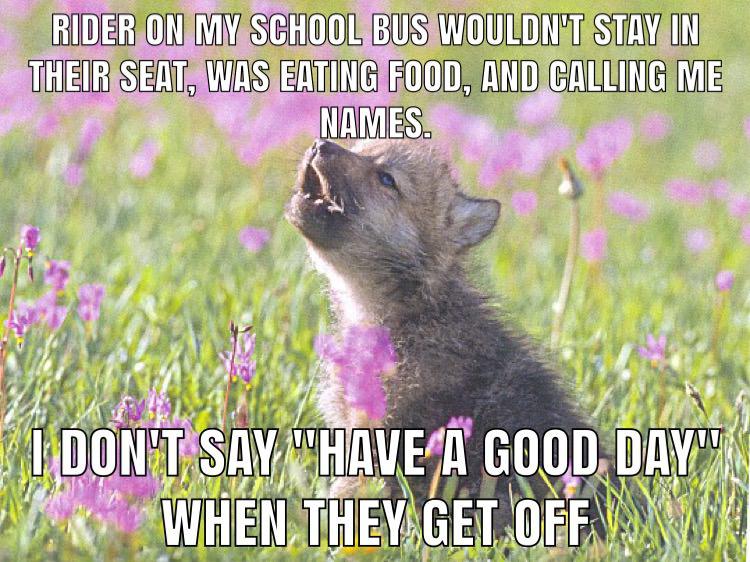 RIDER ON MY SCHOOL BUS WOULDN'T STAY IN
THEIR SEAT, WAS EATING FOOD, AND CALLING ME
NAMES.
I DON'T SAY "HAVE A GOOD DAY"
WHEN THEY GET OFF